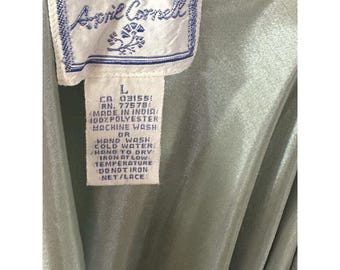 April Cornell
L
CA 03155/
RN. 77578/
MADE IN INDIA/
100% POLYESTER
MACHINE WASH
OR
HAND WASH
COLD WATER/
HANG TO DRY
IRON AT LOW
TEMPERATURE
DO NOT IRON
NET/LACE